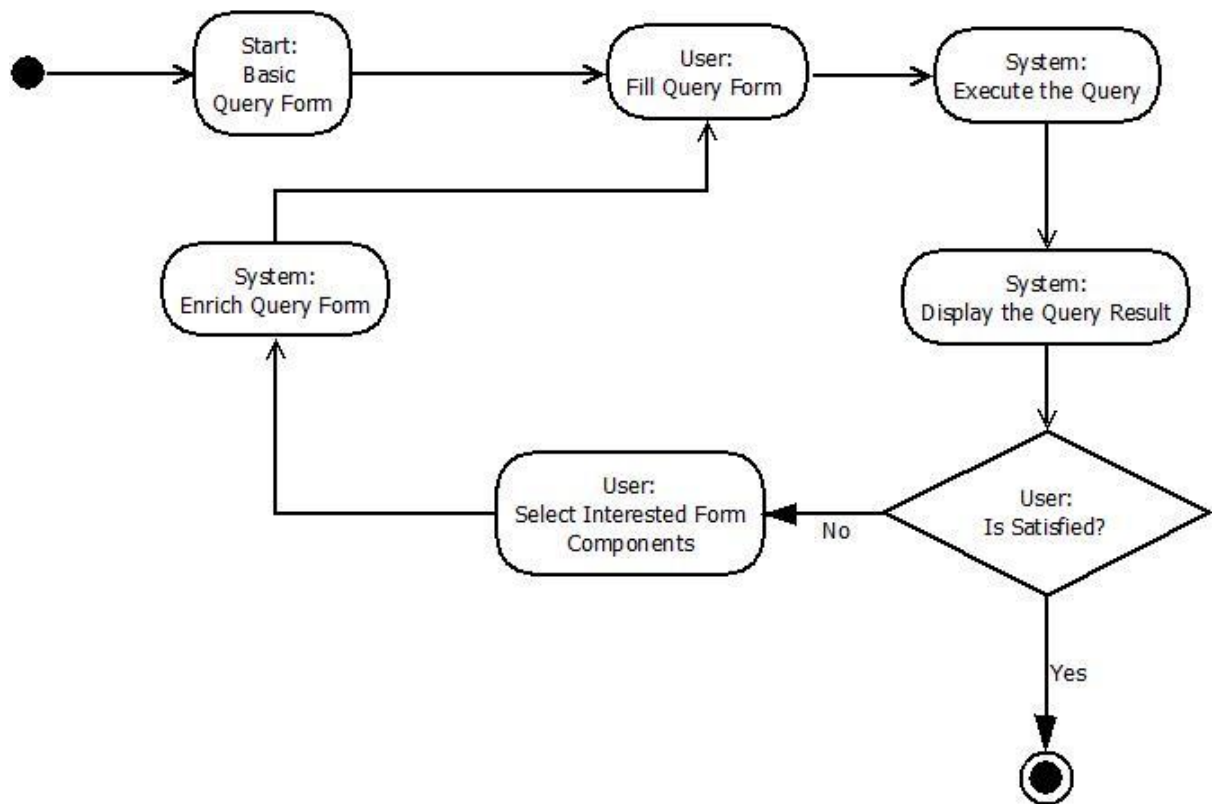 Start:
Basic
Query Form
User:
Fill Query Form
System:
Execute the Query
System:
Enrich Query Form
System:
Display the Query Result
User:
Select Interested Form
Components
No
User:
Is Satisfied?
Yes